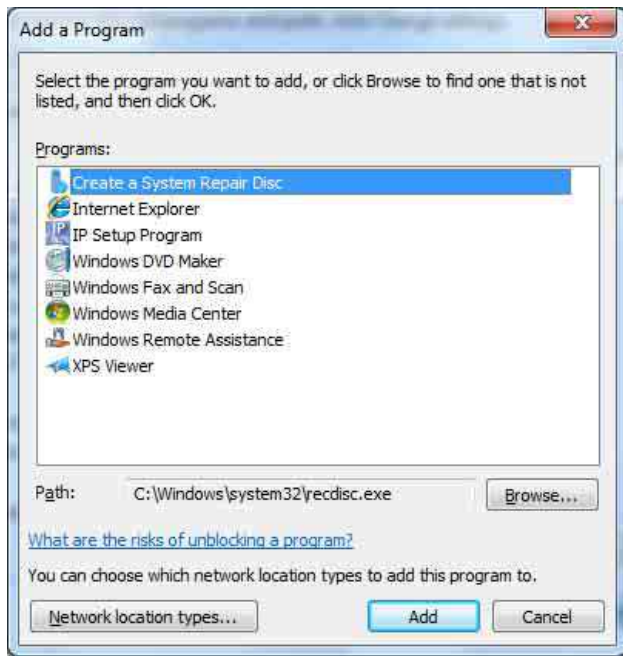 Add a Program
Select the program you want to add, or click Browse to find one that is not
listed, and then click OK.
Programs:
Create a System Repair Disc
Internet Explorer
IP Setup Program
Windows DVD Maker
Windows Fax and Scan
Windows Media Center
Windows Remote Assistance
XPS Viewer
Path: C:\Windows\system32\recdisc.exe Browse...
What are the risks of unblocking a program?
You can choose which network location types to add this program to.
Network location types... Add Cancel